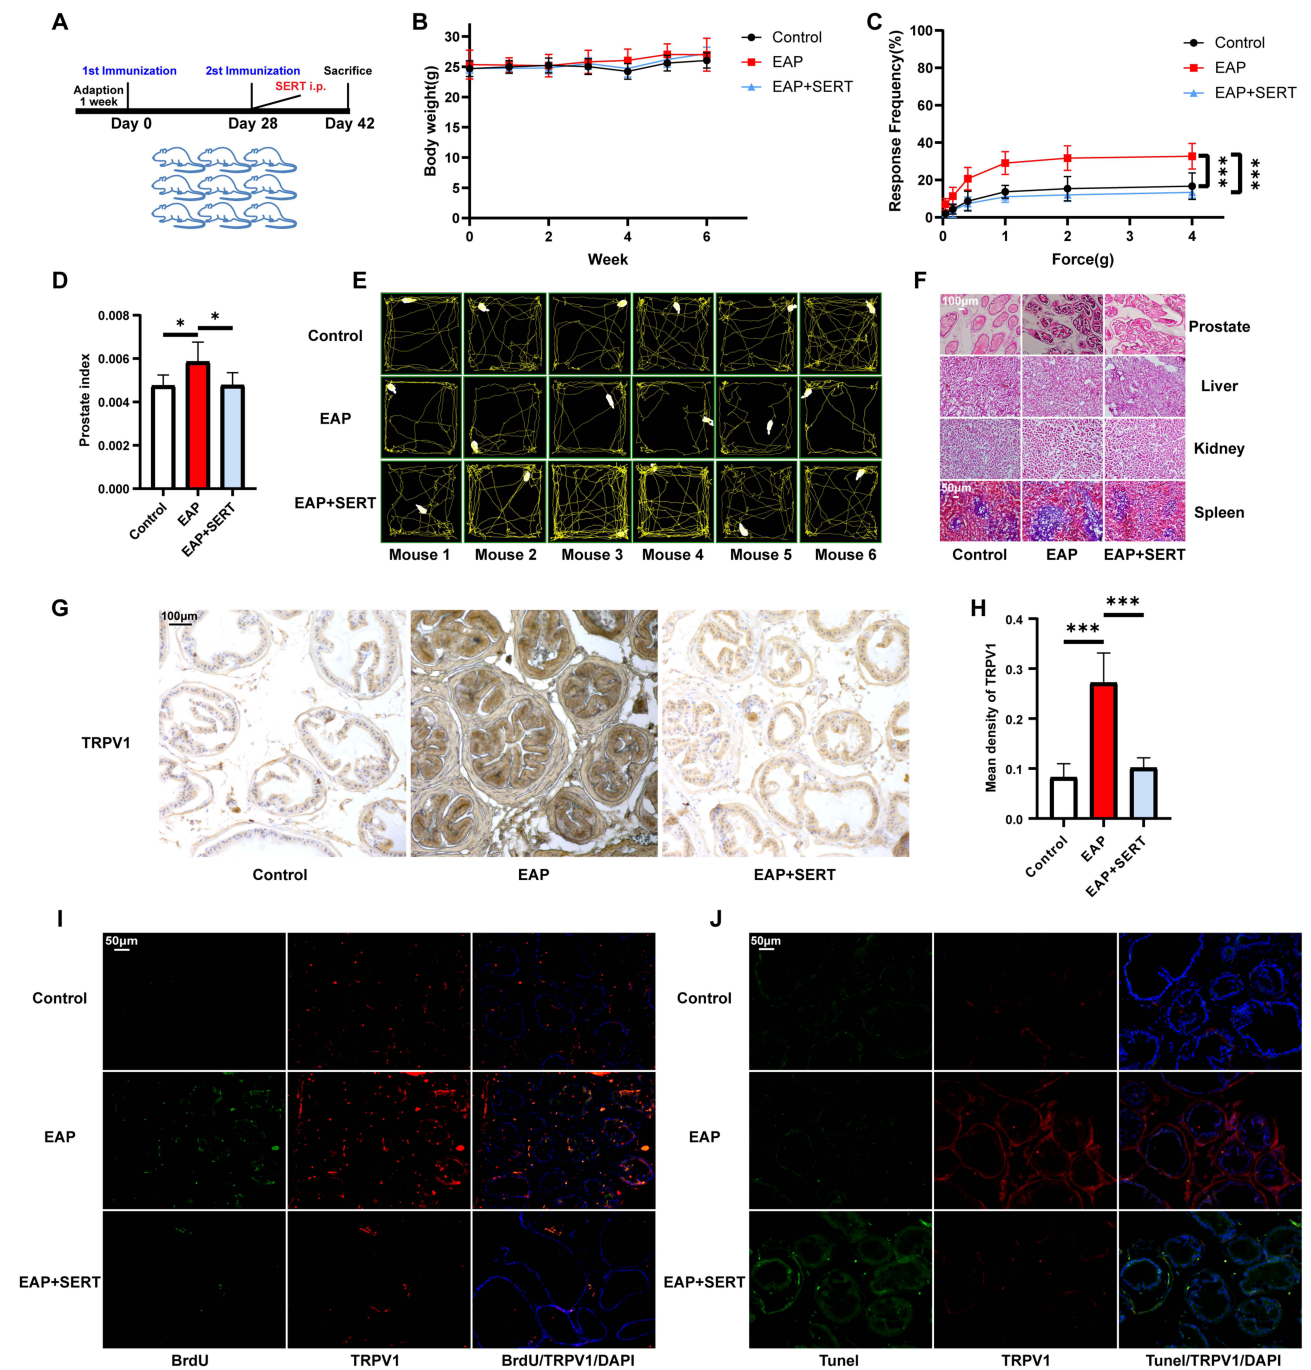 A
1st Immunization
2st Immunization
Sacrifice
Adaption
1 week
SERT i.p.
Day 0
Day 28
Day 42
B
Body weight(g)
30
25
20
15
10
5
0
0
2
4
6
Week
Control
EAP
EAP+SERT
C
Response Frequency(%)
100
80
60
40
20
0
0
1
2
3
4
Force(g)
Control
EAP
EAP+SERT
***
***
D
Prostate index
0.008
0.006
0.004
0.002
0.000
*
*
Control
EAP
EAP+SERT
E
Control
EAP
EAP+SERT
Mouse 1
Mouse 2
Mouse 3
Mouse 4
Mouse 5
Mouse 6
F
100μm
Prostate
Liver
Kidney
50μm
Spleen
Control
EAP
EAP+SERT
G
100μm
TRPV1
Control
EAP
EAP+SERT
H
Mean density of TRPV1
0.4
0.3
0.2
0.1
0.0
***
***
Control
EAP
EAP+SERT
I
50μm
Control
EAP
EAP+SERT
BrdU
TRPV1
BrdU/TRPV1/DAPI
J
50μm
Control
EAP
EAP+SERT
Tunel
TRPV1
Tunel/TRPV1/DAPI